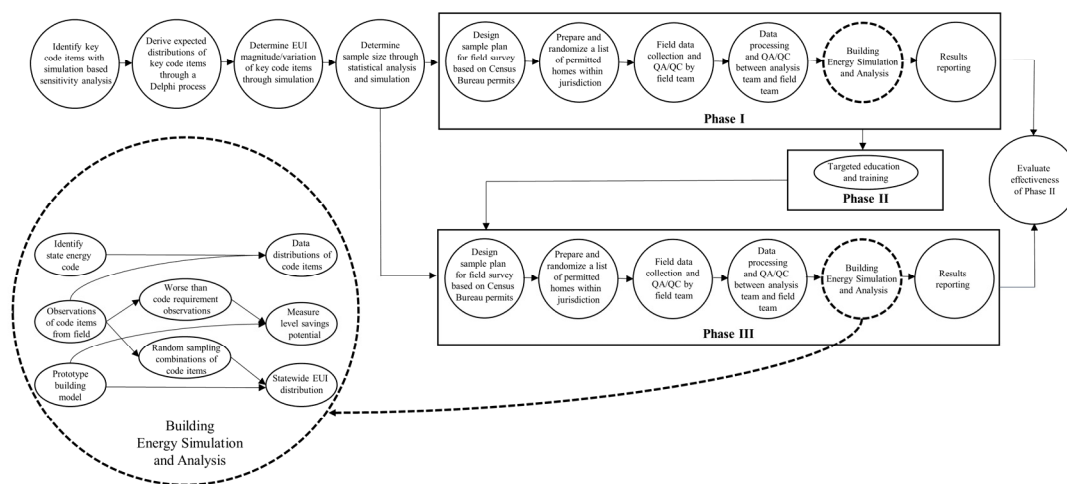 Identify key
code items with
simulation based
sensitivity analysis
Derive expected
distributions of
key code items
through a
Delphi process
Determine EUI
magnitude/variation
of key code items
through simulation
Determine
sample size through
statistical analysis
and simulation
Design
sample plan
for field survey
based on Census
Bureau permits
Prepare and
randomize a list
of permitted
homes within
jurisdiction
Field data
collection and
QA/QC by
field team
Data
processing
and QA/QC
between analysis
team and field
team
Building
Energy Simulation
and Analysis
Results
reporting
Phase I
Targeted education
and training
Phase II
Evaluate
effectiveness
of Phase II
Design
sample plan
for field survey
based on Census
Bureau permits
Prepare and
randomize a list
of permitted
homes within
jurisdiction
Field data
collection and
QA/QC by
field team
Data
processing
and QA/QC
between analysis
team and field
team
Building
Energy Simulation
and Analysis
Results
reporting
Phase III
Identify
state energy
code
Data
distributions of
code items
Worse than
code requirement
observations
Observations
of code items
from field
Measure
level savings
potential
Random sampling
combinations of
code items
Prototype
building
model
Statewide EUI
distribution
Building
Energy Simulation
and Analysis